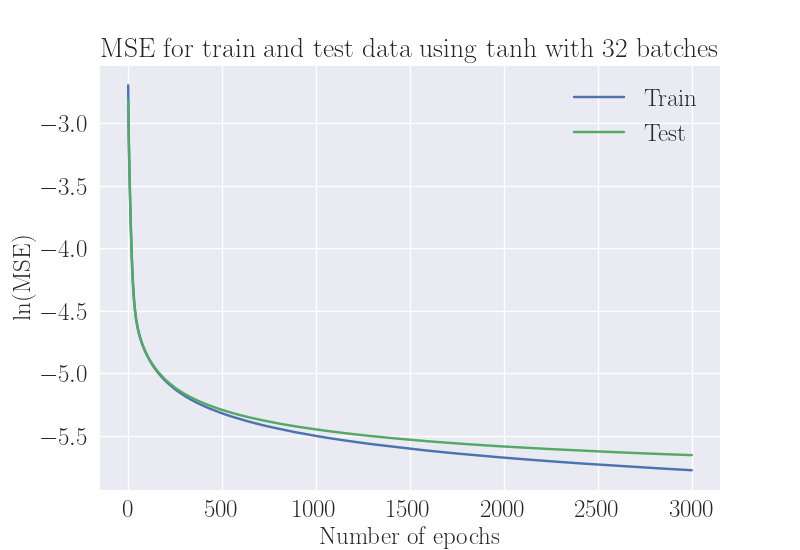 MSE for train and test data using tanh with 32 batches
Train
Test
−3.0
−3.5
−4.0
−4.5
−5.0
−5.5
ln(MSE)
0 500 1000 1500 2000 2500 3000
Number of epochs